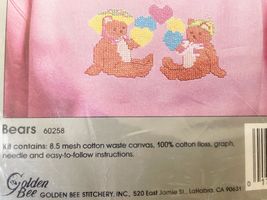 Bears 60258
Kit contains: 8.5 mesh cotton waste canvas, 100% cotton floss, graph,
needle and easy-to-follow instructions.
Golden
Bee
GOLDEN BEE STITCHERY, INC., 520 East Jamie St., LaHabra, CA 90631
0